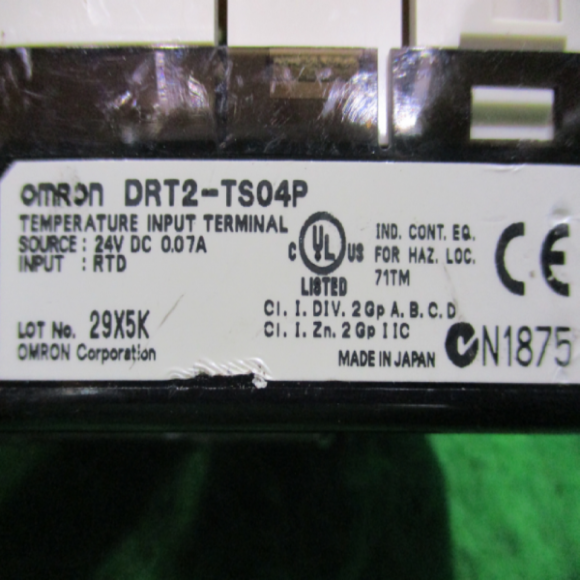 OMRON DRT2-TS04P
TEMPERATURE INPUT TERMINAL
SOURCE : 24V DC 0.07A
INPUT : RTD
C UL US
LISTED
IND. CONT. EQ.
FOR HAZ. LOC.
71TM
CE
Cl. I. DIV. 2 Gp A. B. C. D
Cl. I. Zn. 2 Gp IIC
LOT No. 29X5K
OMRON Corporation
MADE IN JAPAN
N1875